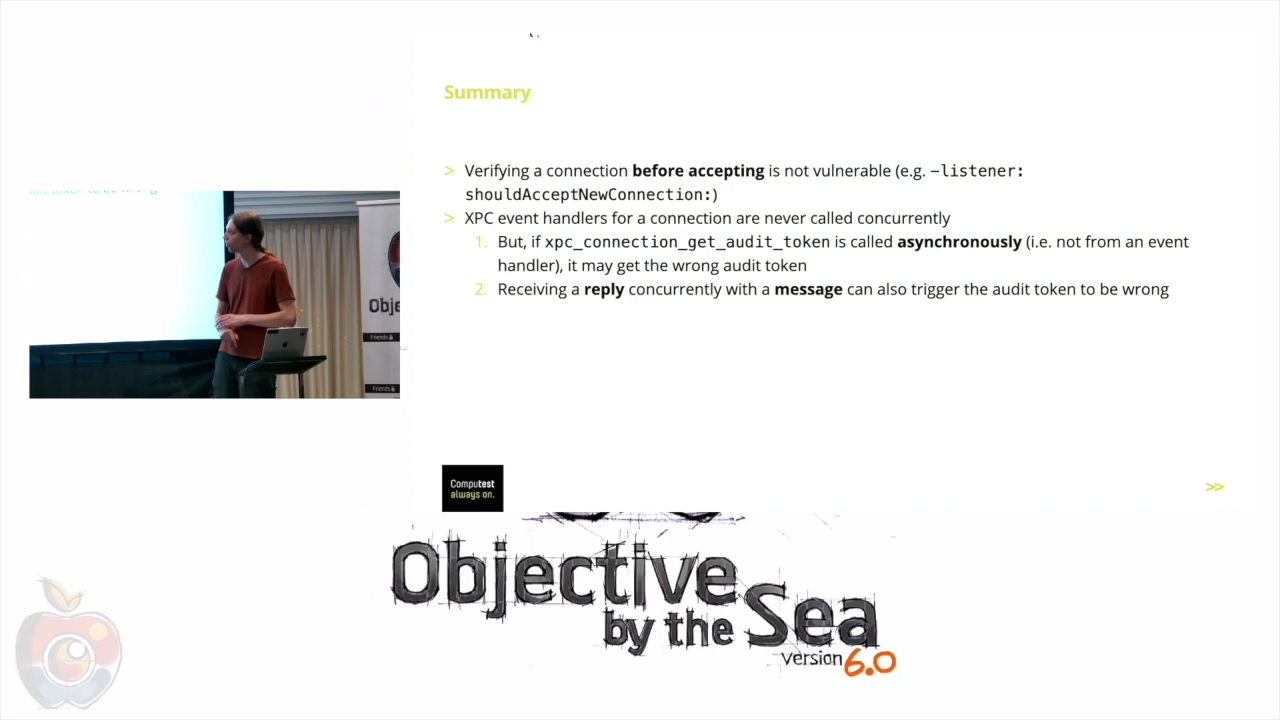 Summary
> Verifying a connection before accepting is not vulnerable (e.g. –listener:
shouldAcceptNewConnection:)
> XPC event handlers for a connection are never called concurrently
1. But, if xpc_connection_get_audit_token is called asynchronously (i.e. not from an event
handler), it may get the wrong audit token
2. Receiving a reply concurrently with a message can also trigger the audit token to be wrong
Obje
Friends
Friends
Computest
always on.
>>
Objective
by the Sea
version 6.0